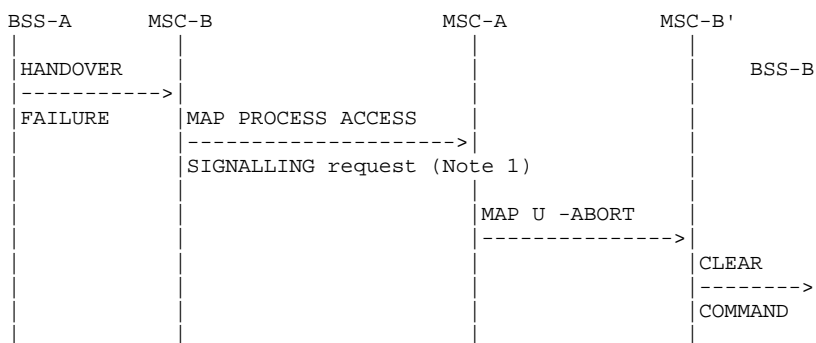 BSS-A MSC-B MSC-A MSC-B'
HANDOVER BSS-B
FAILURE MAP PROCESS ACCESS
SIGNALLING request (Note 1)
MAP U -ABORT
CLEAR
COMMAND